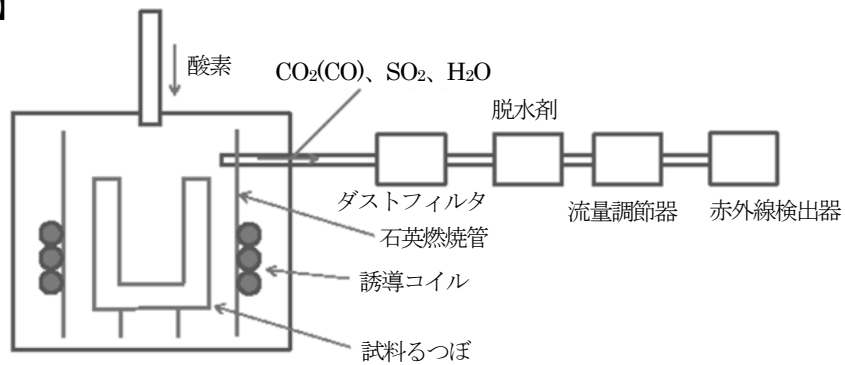 】
酸素
CO₂(CO)、SO₂、H₂O
脱水剤
ダストフィルタ
流量調節器
赤外線検出器
石英燃焼管
誘導コイル
試料るつぼ